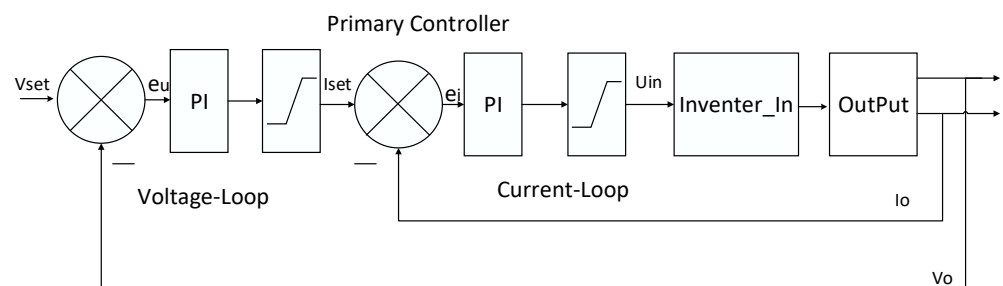 Primary Controller
Vset
eu
PI
Iset
ei
PI
Uin
Inventer_In
OutPut
Voltage-Loop
Current-Loop
Io
Vo